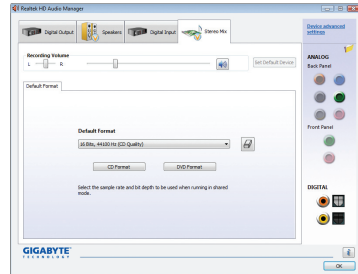 Realtek HD Audio Manager
Digital Output
Speakers
Digital Input
Stereo Mix
Device advanced settings
Recording Volume
L
R
Set Default Device
ANALOG
Back Panel
Default Format
Default Format
16 Bits, 44100 Hz (CD Quality)
CD Format
DVD Format
Select the sample rate and bit depth to be used when running in shared
mode.
Front Panel
DIGITAL
GIGABYTE
TECHNOLOGY
i
OK